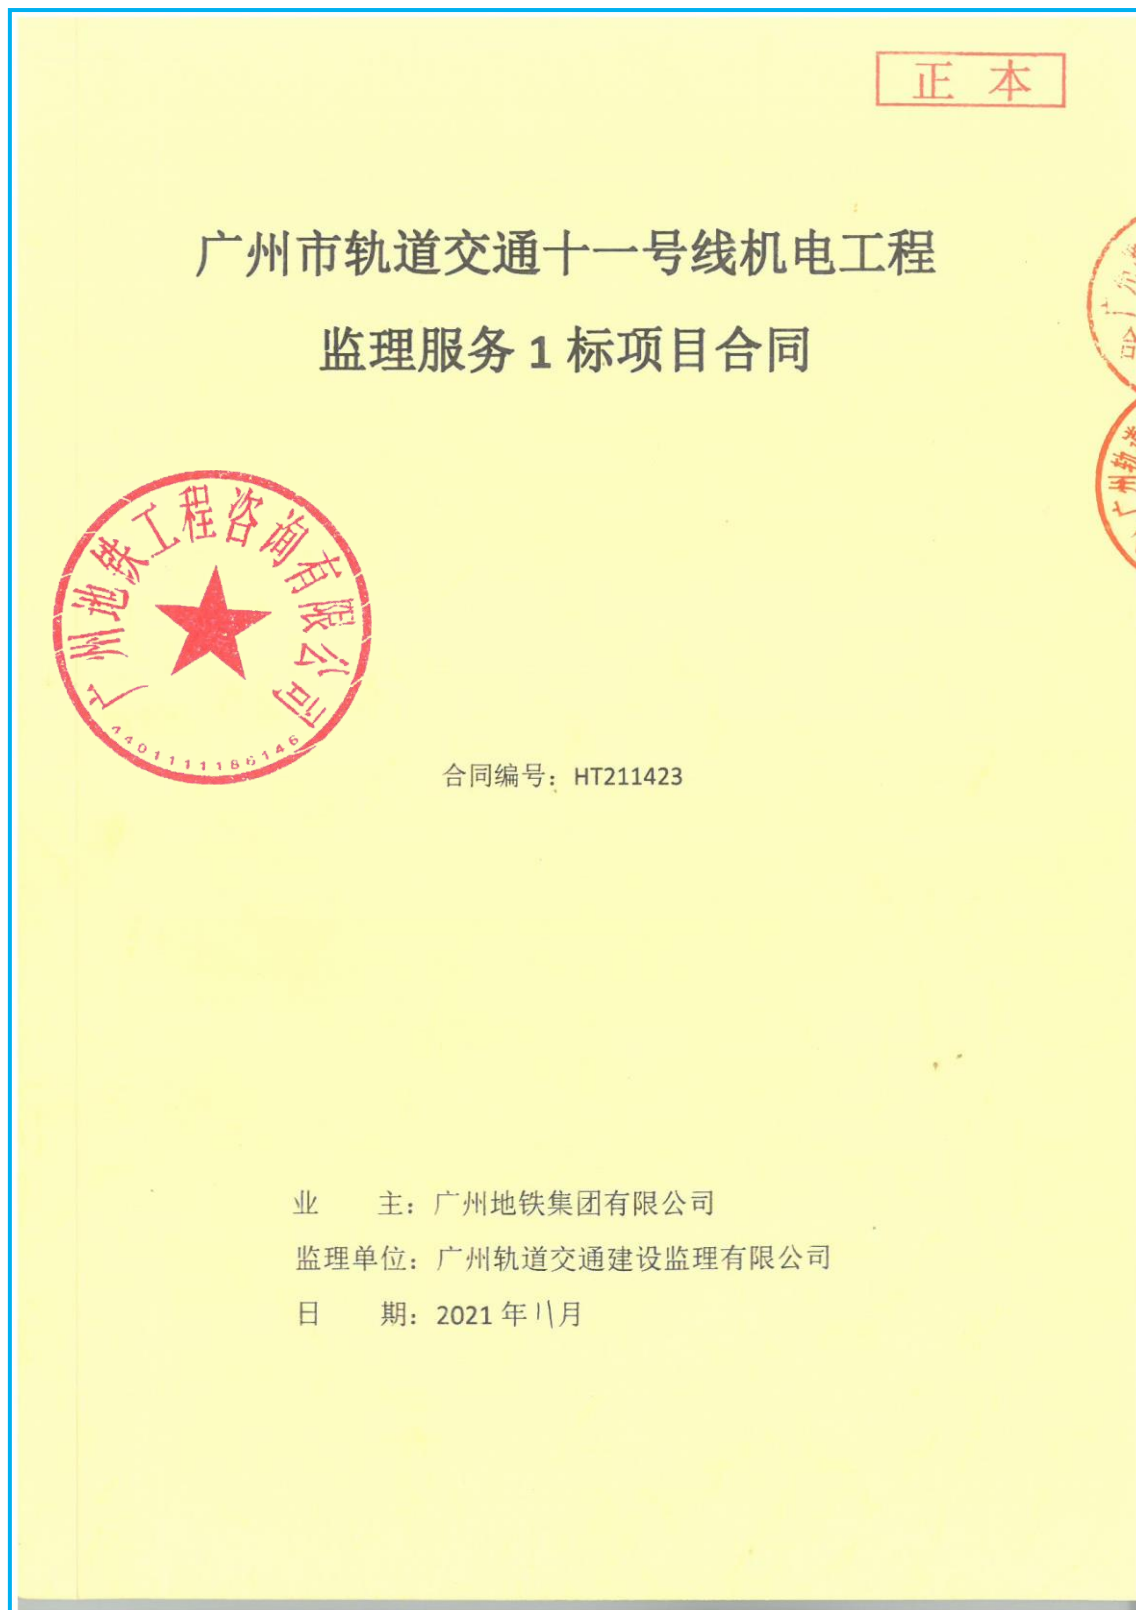 正 本
广州市轨道交通十一号线机电工程
监理服务 1 标项目合同
广州地铁工程咨询有限公司
4401111186146
合同编号：HT211423
业 主：广州地铁集团有限公司
监理单位：广州轨道交通建设监理有限公司
日 期：2021 年 11月